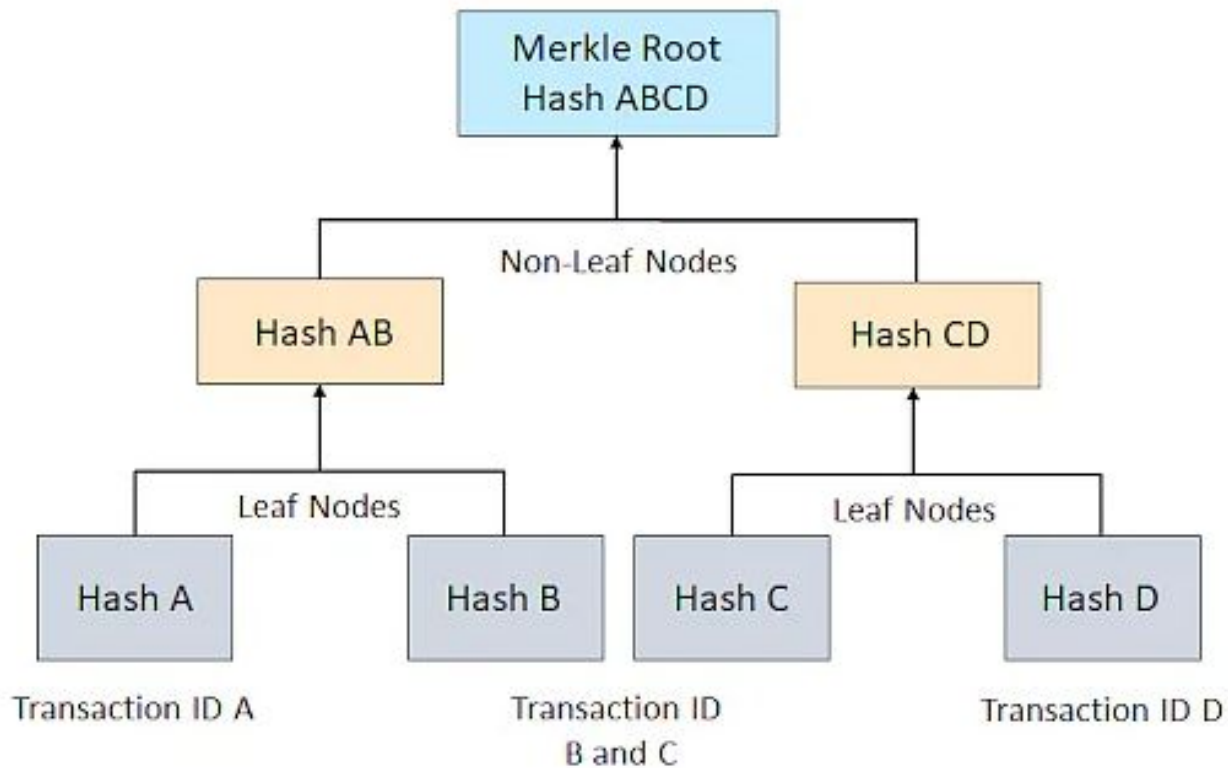 Merkle Root
Hash ABCD
Non-Leaf Nodes
Hash AB
Hash CD
Leaf Nodes
Leaf Nodes
Hash A
Hash B
Hash C
Hash D
Transaction ID A
Transaction ID
B and C
Transaction ID D